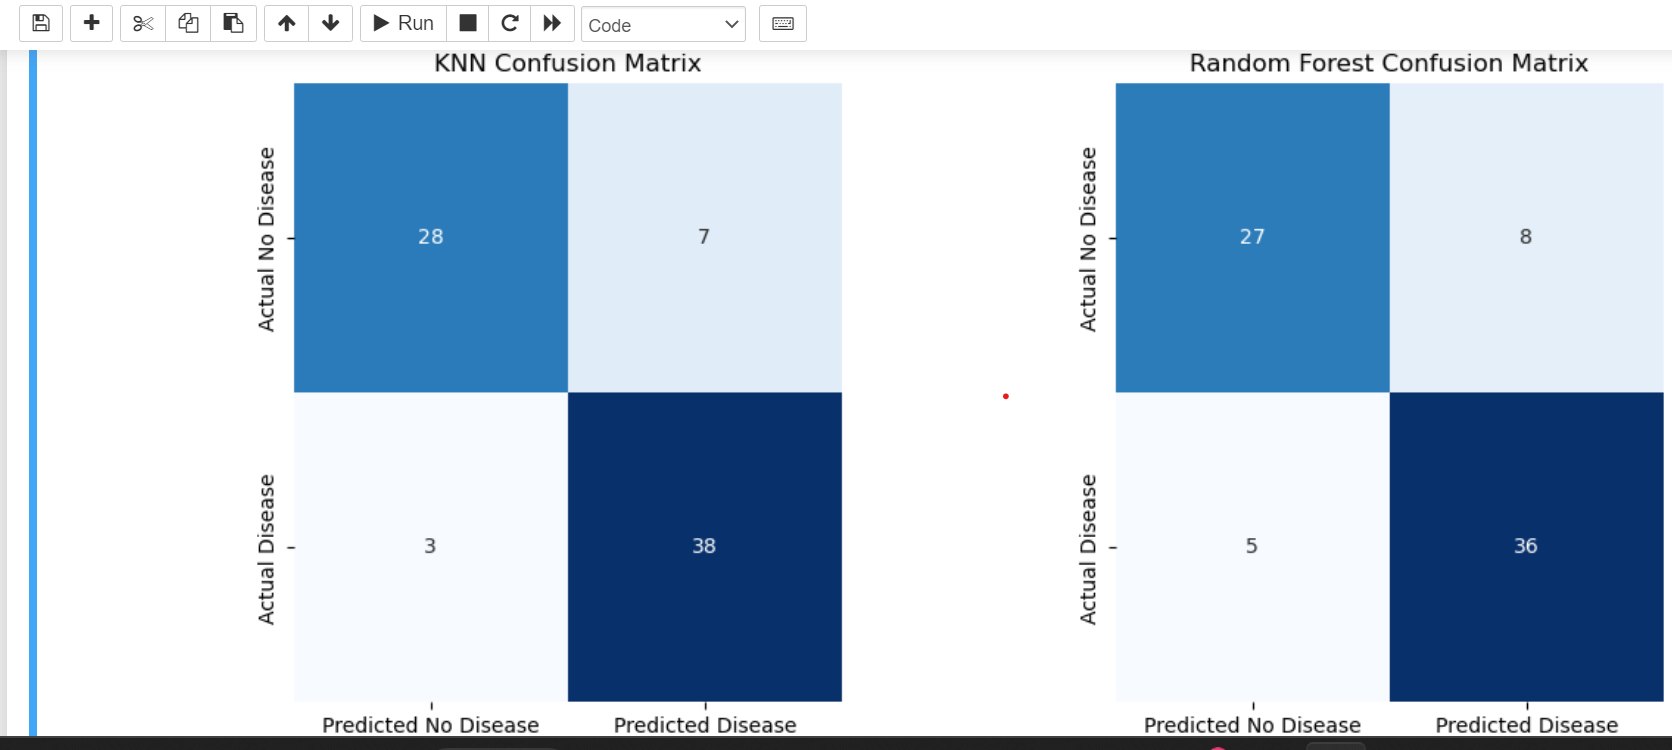 Run
Code
KNN Confusion Matrix
Random Forest Confusion Matrix
Actual No Disease
28
7
Actual Disease
3
38
Predicted No Disease
Predicted Disease
Actual No Disease
27
8
Actual Disease
5
36
Predicted No Disease
Predicted Disease